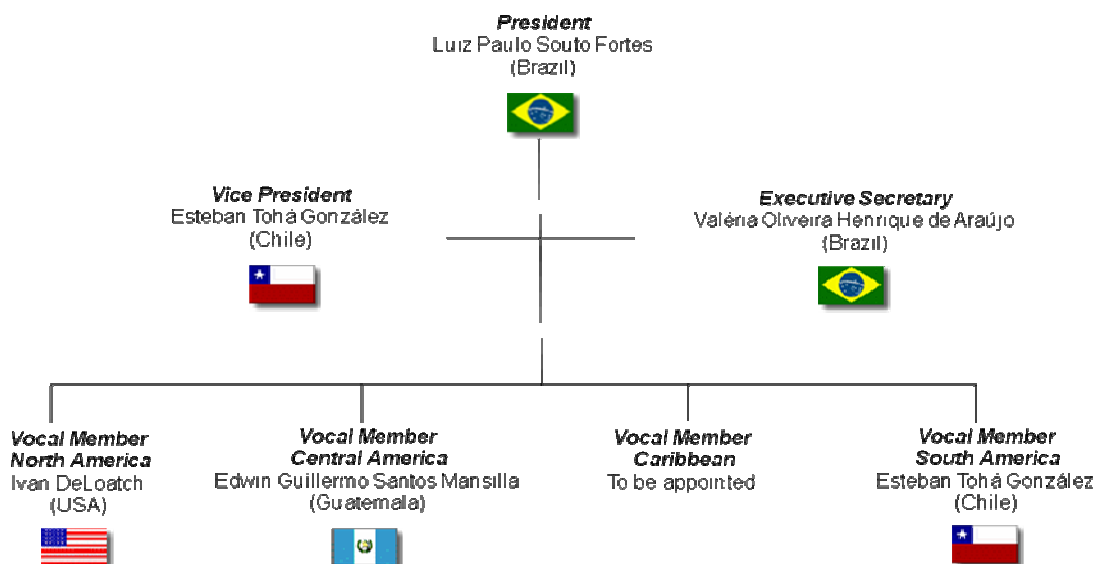 President
Luiz Paulo Souto Fortes
(Brazil)
Vice President
Esteban Tohá González
(Chile)
Executive Secretary
Valéria Oliveira Henrique de Araújo
(Brazil)
Vocal Member
North America
Ivan DeLoatch
(USA)
Vocal Member
Central America
Edwin Guillermo Santos Mansilla
(Guatemala)
Vocal Member
Caribbean
To be appointed
Vocal Member
South America
Esteban Tohá González
(Chile)